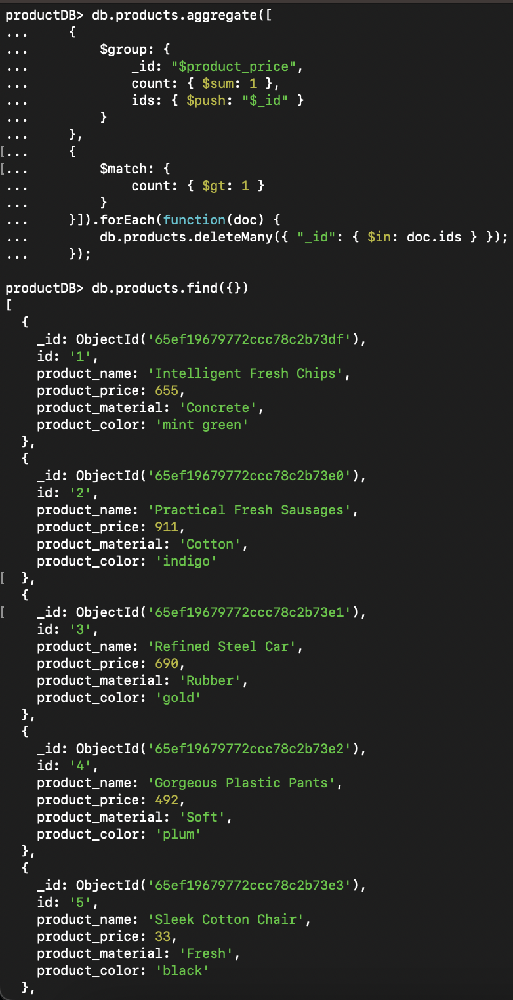 productDB> db.products.aggregate([
...     {
...         $group: {
...             _id: "$product_price",
...             count: { $sum: 1 },
...             ids: { $push: "$_id" }
...         }
...     },
[...     {
[...         $match: {
...             count: { $gt: 1 }
...         }
...     }]).forEach(function(doc) {
...         db.products.deleteMany({ "_id": { $in: doc.ids } });
...     });
productDB> db.products.find({})
[
  {
    _id: ObjectId('65ef19679772ccc78c2b73df'),
    id: '1',
    product_name: 'Intelligent Fresh Chips',
    product_price: 655,
    product_material: 'Concrete',
    product_color: 'mint green'
  },
  {
    _id: ObjectId('65ef19679772ccc78c2b73e0'),
    id: '2',
    product_name: 'Practical Fresh Sausages',
    product_price: 911,
    product_material: 'Cotton',
    product_color: 'indigo'
[  },
  {
[    _id: ObjectId('65ef19679772ccc78c2b73e1'),
    id: '3',
    product_name: 'Refined Steel Car',
    product_price: 690,
    product_material: 'Rubber',
    product_color: 'gold'
  },
  {
    _id: ObjectId('65ef19679772ccc78c2b73e2'),
    id: '4',
    product_name: 'Gorgeous Plastic Pants',
    product_price: 492,
    product_material: 'Soft',
    product_color: 'plum'
  },
  {
    _id: ObjectId('65ef19679772ccc78c2b73e3'),
    id: '5',
    product_name: 'Sleek Cotton Chair',
    product_price: 33,
    product_material: 'Fresh',
    product_color: 'black'
  },